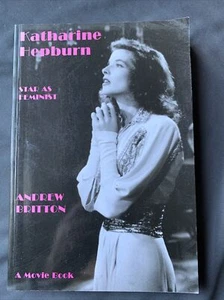 Katharine
Hepburn
STAR AS
FEMINIST
ANDREW
BRITTON
A Movie Book